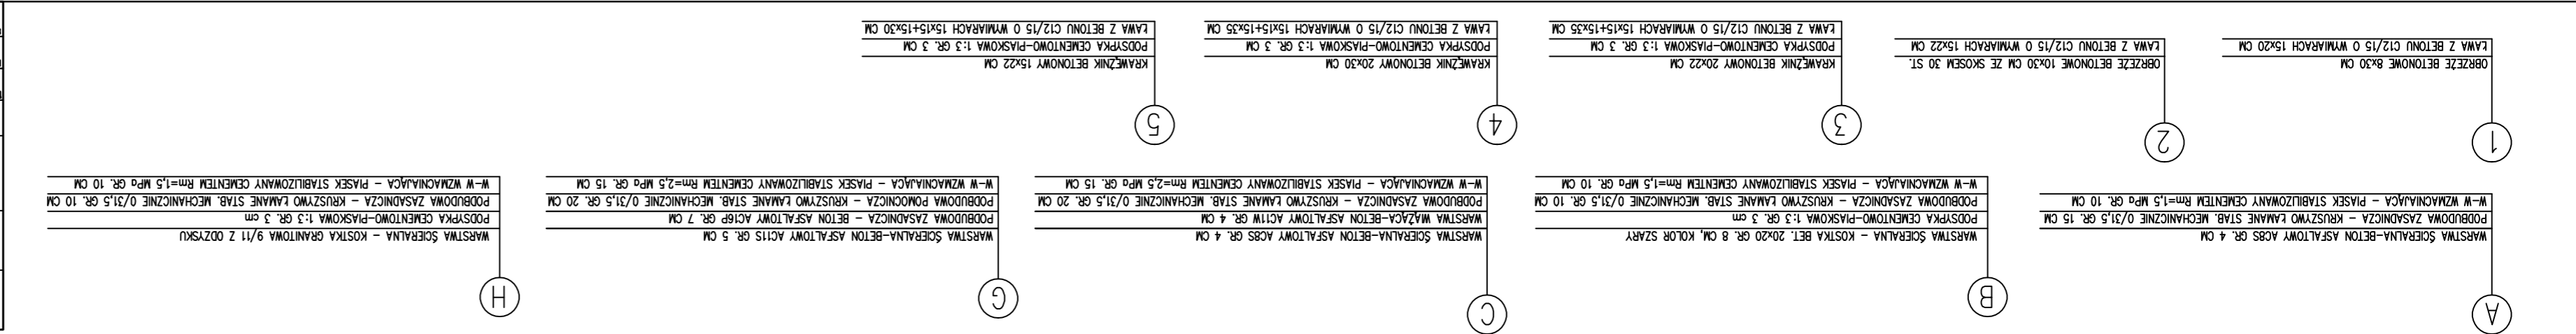 A
WARSTWA ŚCIERALNA-BETON ASFALTOWY AC8S GR. 4 CM
PODBUDOWA ZASADNICZA - KRUSZYWO ŁAMANE STAB. MECHANICZNIE 0/31,5 GR. 15 CM
W-W WZMACNIAJĄCA - PIASEK STABILIZOWANY CEMENTEM Rm=1,5 MPa GR. 10 CM
B
WARSTWA ŚCIERALNA - KOSTKA BET. 20x20 GR. 8 CM, KOLOR SZARY
PODSYPKA CEMENTOWO-PIASKOWA 1:3 GR. 3 cm
PODBUDOWA ZASADNICZA - KRUSZYWO ŁAMANE STAB. MECHANICZNIE 0/31,5 GR. 10 CM
W-W WZMACNIAJĄCA - PIASEK STABILIZOWANY CEMENTEM Rm=1,5 MPa GR. 10 CM
C
WARSTWA ŚCIERALNA-BETON ASFALTOWY AC8S GR. 4 CM
WARSTWA WIĄŻĄCA-BETON ASFALTOWY AC11W GR. 4 CM
PODBUDOWA ZASADNICZA - KRUSZYWO ŁAMANE STAB. MECHANICZNIE 0/31,5 GR. 20 CM
W-W WZMACNIAJĄCA - PIASEK STABILIZOWANY CEMENTEM Rm=2,5 MPa GR. 15 CM
G
WARSTWA ŚCIERALNA-BETON ASFALTOWY AC11S GR. 5 CM
PODBUDOWA ZASADNICZA - BETON ASFALTOWY AC16P GR. 7 CM
PODBUDOWA POMOCNICZA - KRUSZYWO ŁAMANE STAB. MECHANICZNIE 0/31,5 GR. 20 CM
W-W WZMACNIAJĄCA - PIASEK STABILIZOWANY CEMENTEM Rm=2,5 MPa GR. 15 CM
H
WARSTWA ŚCIERALNA - KOSTKA GRANITOWA 9/11 Z ODZYSKU
PODSYPKA CEMENTOWO-PIASKOWA 1:3 GR. 3 cm
PODBUDOWA ZASADNICZA - KRUSZYWO ŁAMANE STAB. MECHANICZNIE 0/31,5 GR. 10 CM
W-W WZMACNIAJĄCA - PIASEK STABILIZOWANY CEMENTEM Rm=1,5 MPa GR. 10 CM
1
OBRZEŻE BETONOWE 8x30 CM
ŁAWA Z BETONU C12/15 O WYMIARACH 15x20 CM
2
OBRZEŻE BETONOWE 10x30 CM ZE SKOSEM 30 ST.
ŁAWA Z BETONU C12/15 O WYMIARACH 15x22 CM
3
KRAWĘŻNIK BETONOWY 20x22 CM
PODSYPKA CEMENTOWO-PIASKOWA 1:3 GR. 3 CM
ŁAWA Z BETONU C12/15 O WYMIARACH 15x15+15x35 CM
4
KRAWĘŻNIK BETONOWY 20x30 CM
PODSYPKA CEMENTOWO-PIASKOWA 1:3 GR. 3 CM
ŁAWA Z BETONU C12/15 O WYMIARACH 15x15+15x35 CM
5
KRAWĘŻNIK BETONOWY 15x22 CM
PODSYPKA CEMENTOWO-PIASKOWA 1:3 GR. 3 CM
ŁAWA Z BETONU C12/15 O WYMIARACH 15x15+15x30 CM